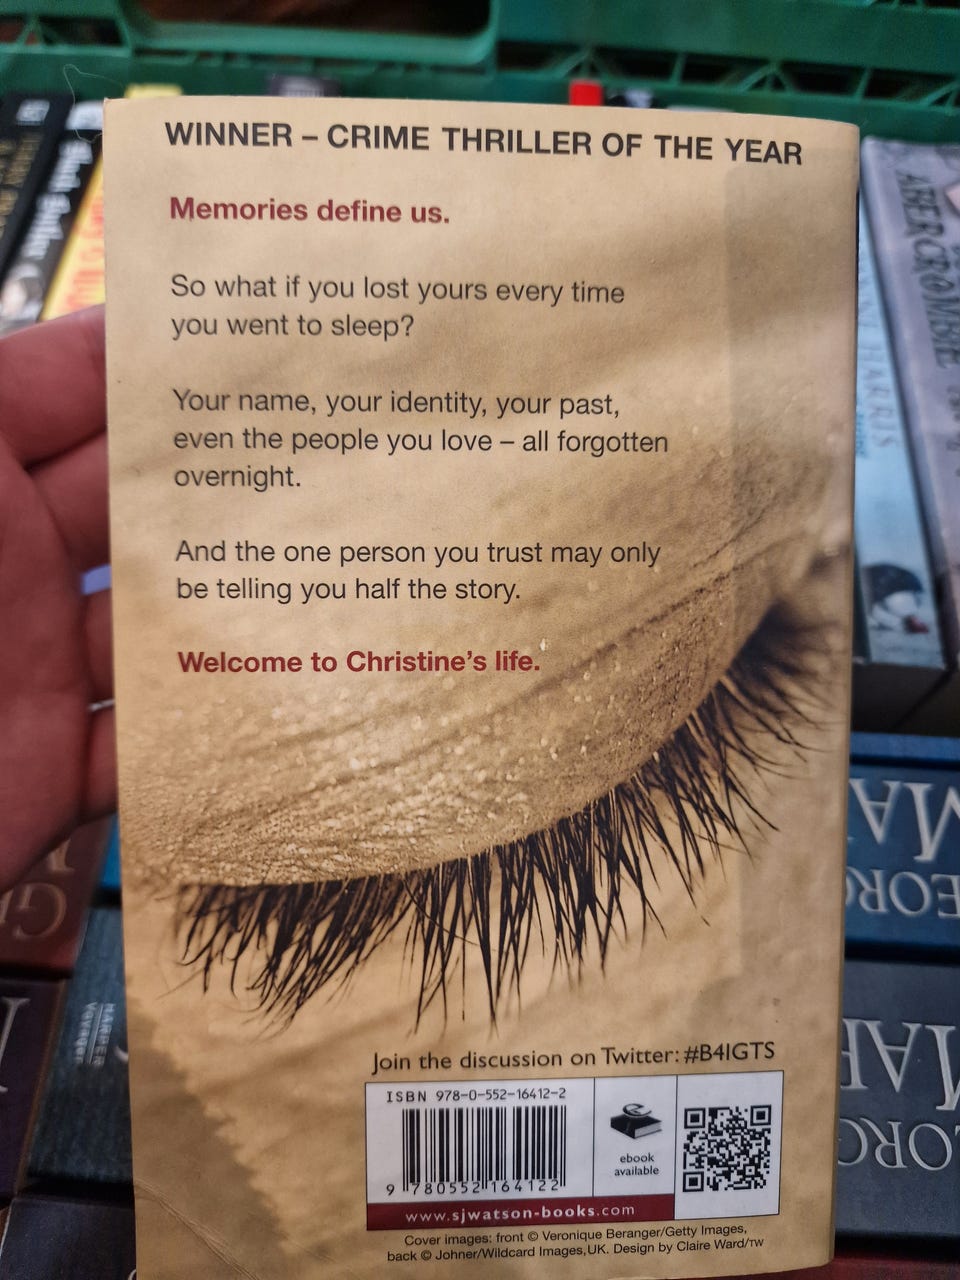 WINNER – CRIME THRILLER OF THE YEAR
Memories define us.
So what if you lost yours every time
you went to sleep?
Your name, your identity, your past,
even the people you love – all forgotten
overnight.
And the one person you trust may only
be telling you half the story.
Welcome to Christine's life.
Join the discussion on Twitter: #B4IGTS
ISBN 978-0-552-16412-2
9 780552 164122
ebook
available
www.sjwatson-books.com
Cover images: front © Veronique Beranger/Getty Images,
back © Johner/Wildcard Images,UK. Design by Claire Ward/TW
ABERCROMBIE
HARRIS
HARPER
VOYAGER